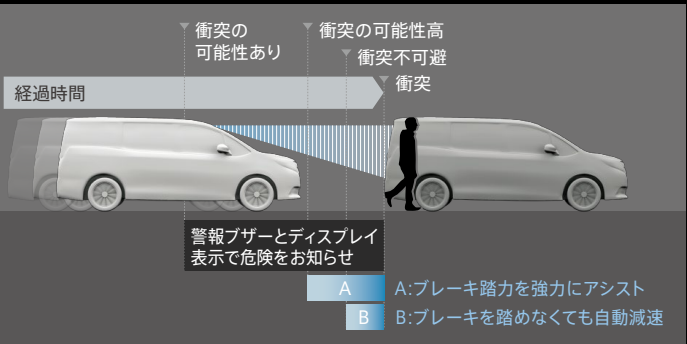 衝突の
可能性あり
衝突の可能性高
衝突不可避
衝突
経過時間
警報ブザーとディスプレイ
表示で危険をお知らせ
A
A:ブレーキ踏力を強力にアシスト
B
B:ブレーキを踏めなくても自動減速